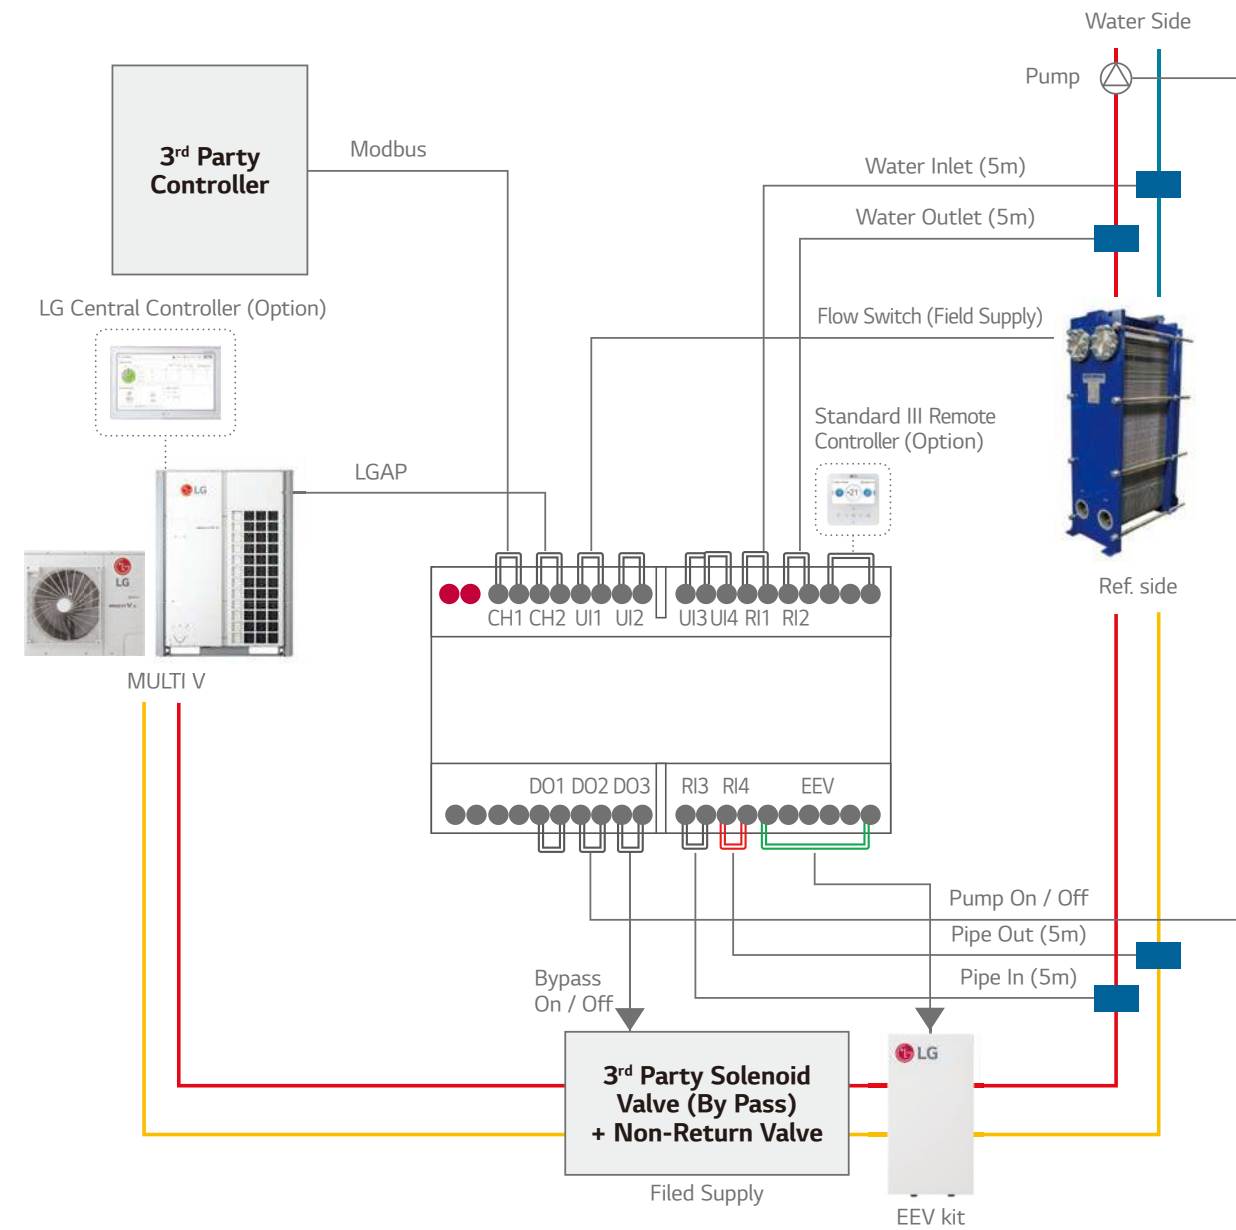 Water Side
Pump
3rd Party
Controller
Modbus
Water Inlet (5m)
Water Outlet (5m)
LG Central Controller (Option)
Flow Switch (Field Supply)
Standard III Remote
Controller (Option)
LGAP
LG
LG
MULTI V
CH1 CH2 UI1 UI2 UI3 UI4 RI1 RI2
Ref. side
MULTI V
DO1 DO2 DO3 RI3 RI4 EEV
Pump On / Off
Pipe Out (5m)
Pipe In (5m)
Bypass
On / Off
3rd Party Solenoid
Valve (By Pass)
+ Non-Return Valve
LG
Filed Supply
EEV kit